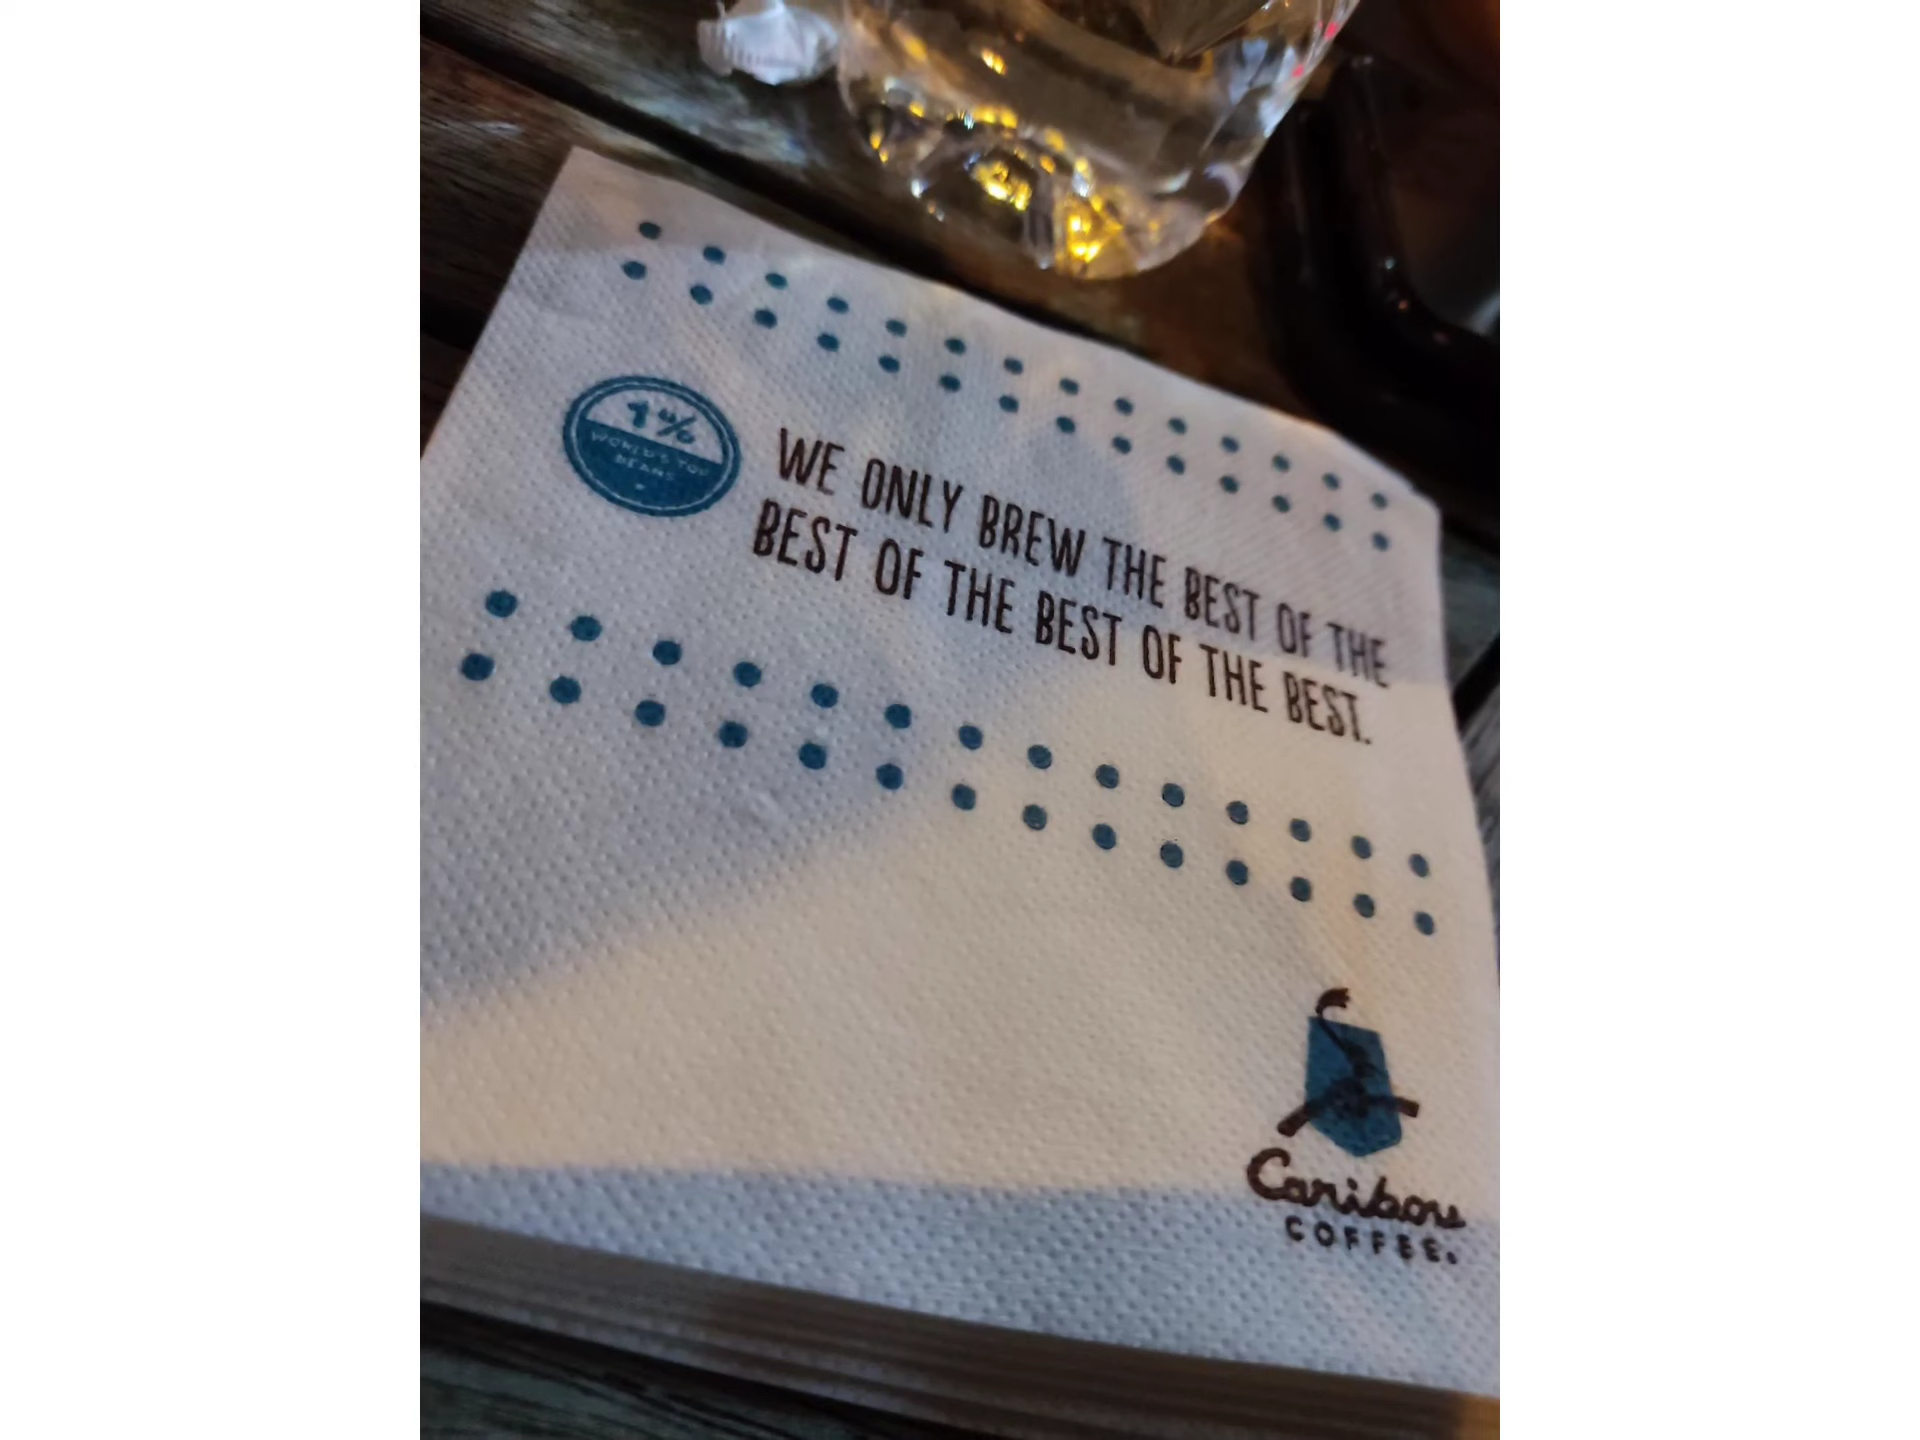 1%
WORLD'S TOP
BEANS
WE ONLY BREW THE BEST OF THE
BEST OF THE BEST OF THE BEST.
Caribou
COFFEE.